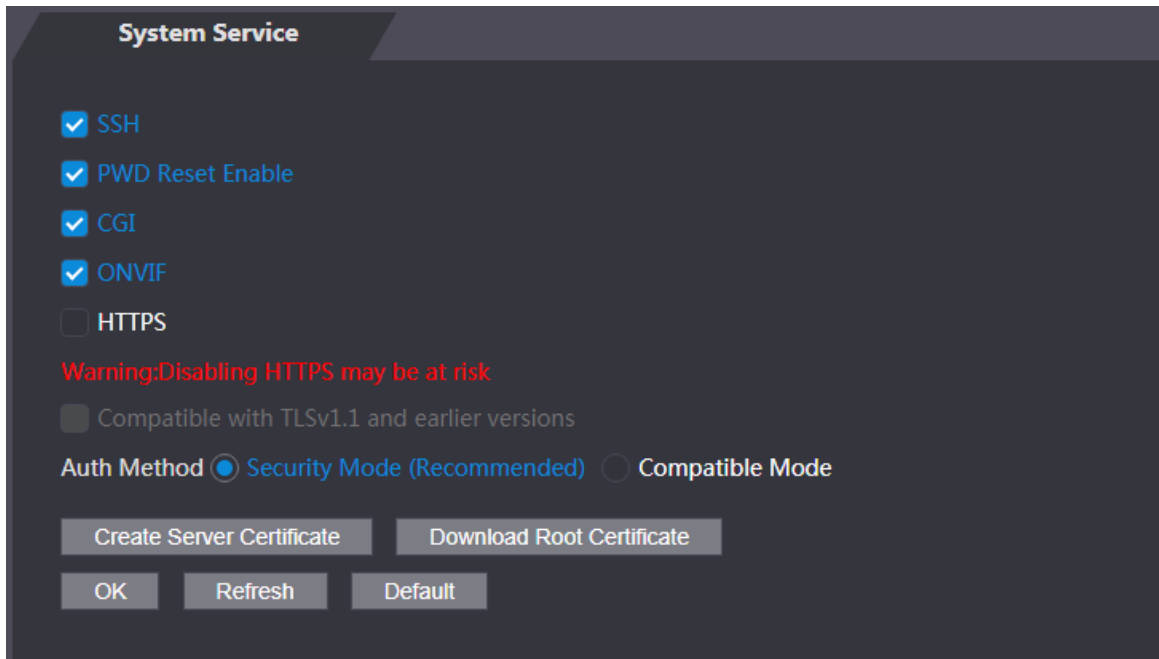 System Service
SSH
PWD Reset Enable
CGI
ONVIF
HTTPS
Warning:Disabling HTTPS may be at risk
Compatible with TLSv1.1 and earlier versions
Auth Method Security Mode (Recommended) Compatible Mode
Create Server Certificate Download Root Certificate
OK Refresh Default